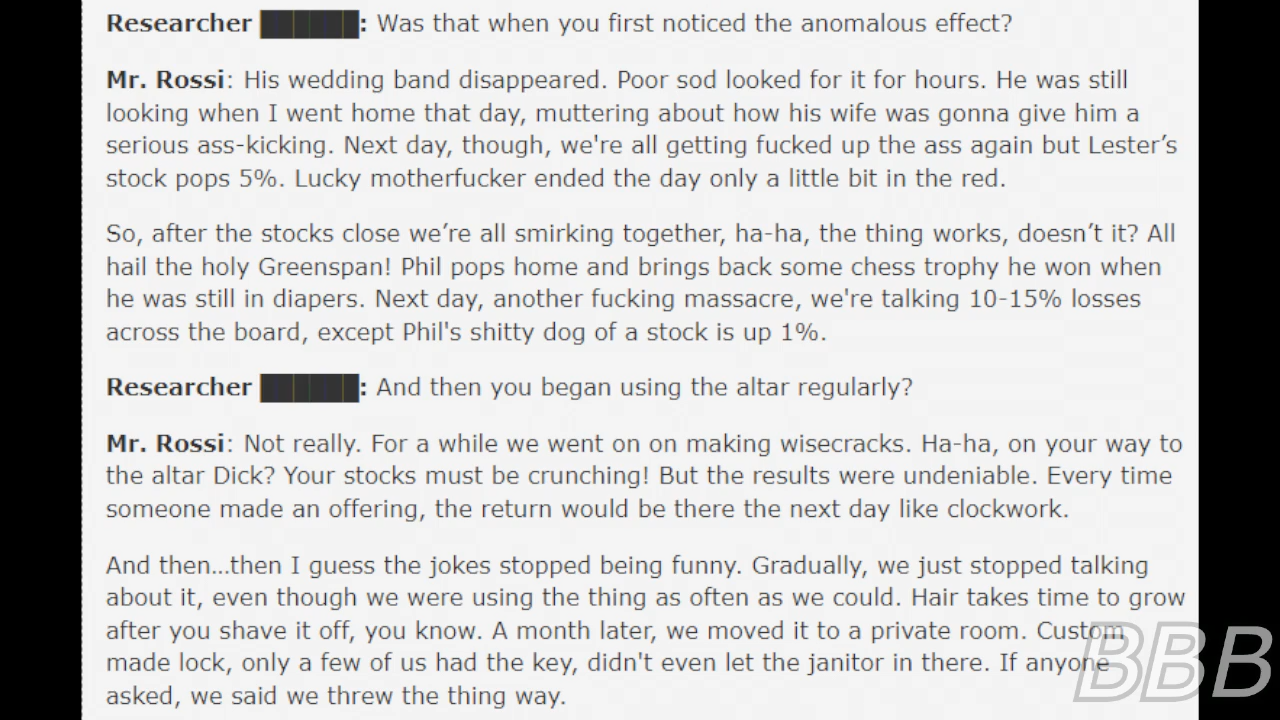 Researcher ██████: Was that when you first noticed the anomalous effect?
Mr. Rossi: His wedding band disappeared. Poor sod looked for it for hours. He was still
looking when I went home that day, muttering about how his wife was gonna give him a
serious ass-kicking. Next day, though, we're all getting fucked up the ass again but Lester’s
stock pops 5%. Lucky motherfucker ended the day only a little bit in the red.
So, after the stocks close we’re all smirking together, ha-ha, the thing works, doesn’t it? All
hail the holy Greenspan! Phil pops home and brings back some chess trophy he won when
he was still in diapers. Next day, another fucking massacre, we're talking 10-15% losses
across the board, except Phil's shitty dog of a stock is up 1%.
Researcher ██████: And then you began using the altar regularly?
Mr. Rossi: Not really. For a while we went on on making wisecracks. Ha-ha, on your way to
the altar Dick? Your stocks must be crunching! But the results were undeniable. Every time
someone made an offering, the return would be there the next day like clockwork.
And then…then I guess the jokes stopped being funny. Gradually, we just stopped talking
about it, even though we were using the thing as often as we could. Hair takes time to grow
after you shave it off, you know. A month later, we moved it to a private room. Custom
made lock, only a few of us had the key, didn't even let the janitor in there. If anyone
asked, we said we threw the thing way.
BBB